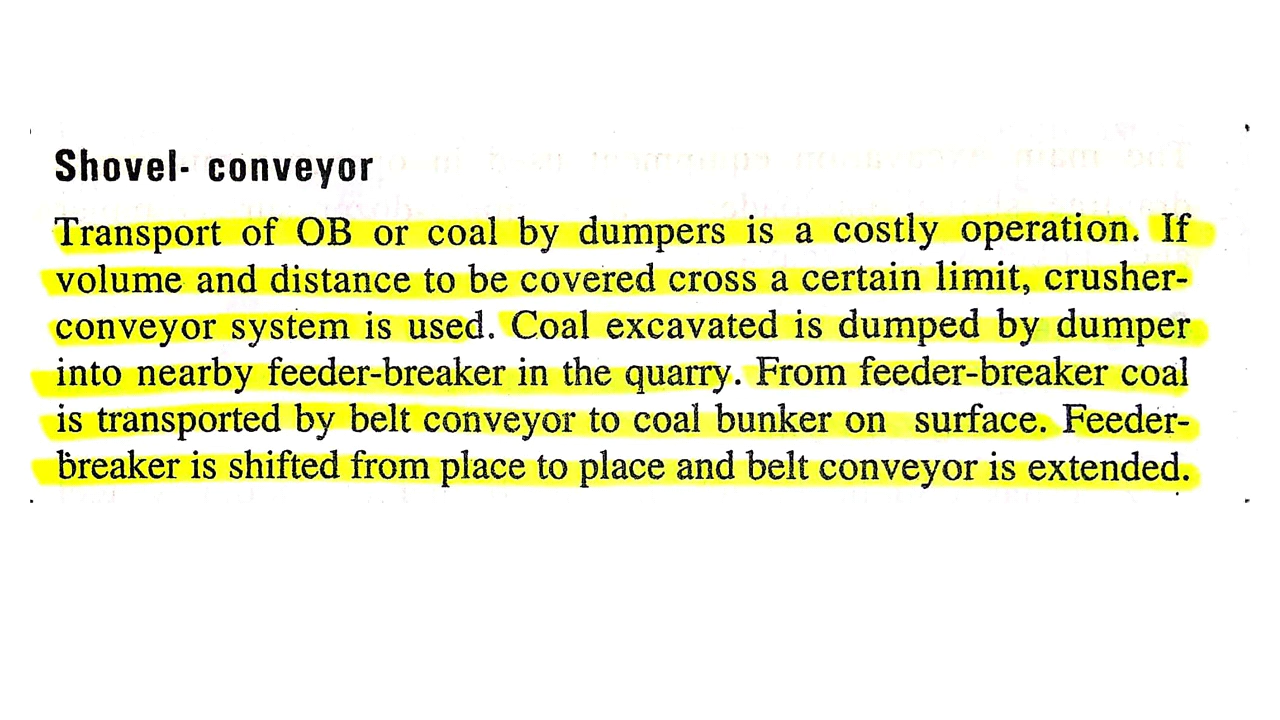 Shovel- conveyor
Transport of OB or coal by dumpers is a costly operation. If
volume and distance to be covered cross a certain limit, crusher-
conveyor system is used. Coal excavated is dumped by dumper
into nearby feeder-breaker in the quarry. From feeder-breaker coal
is transported by belt conveyor to coal bunker on surface. Feeder-
breaker is shifted from place to place and belt conveyor is extended.